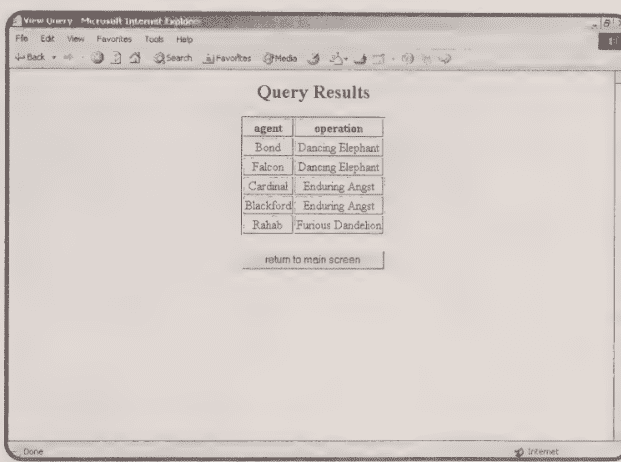 View Query - Microsoft Internet Explorer
File Edit View Favorites Tools Help
Back Search Favorites Media
Query Results
agent operation
Bond Dancing Elephant
Falcon Dancing Elephant
Cardinal Enduring Angst
Blackford Enduring Angst
Rahab Furious Dandelion
return to main screen
Done Internet